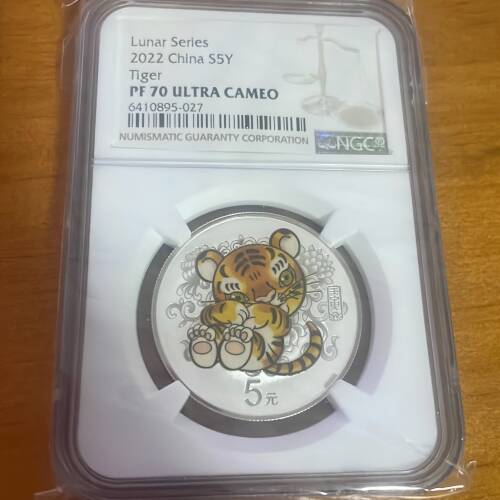 Lunar Series
2022 China S5Y
Tiger
PF 70 ULTRA CAMEO
6410895-027
NUMISMATIC GUARANTY CORPORATION
NGC
5元